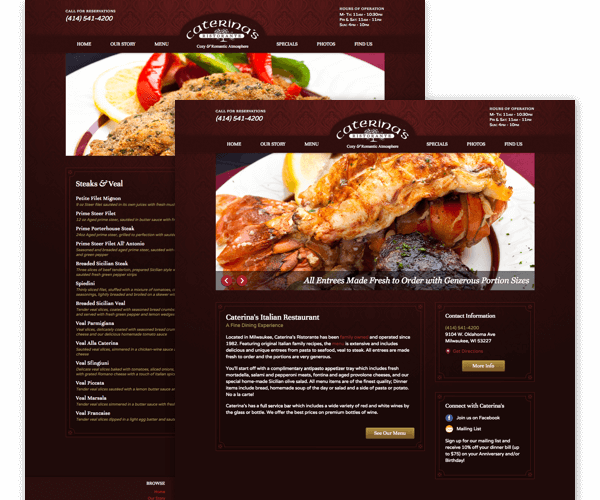 CALL FOR RESERVATIONS
(414) 541-4200
caterina's
RISTORANTE
Cozy & Romantic Atmosphere
HOURS OF OPERATION
M- Th: 11am - 10:30pm
Fri & Sat: 11am - 11pm
Sun: 4pm - 10pm
HOME OUR STORY MENU SPECIALS PHOTOS FIND US
Steaks & Veal
Petite Filet Mignon
Prime Steer Filet
Prime Porterhouse Steak
Prime Steer Filet All' Antonio
Breaded Sicilian Steak
Spiedini
Breaded Sicilian Veal
Veal Parmigiana
Veal Alla Caterina
Veal Sflingiusi
Veal Piccata
Veal Marsala
Veal Francaise
BROWSE
Home
Our Story
CALL FOR RESERVATIONS
(414) 541-4200
caterina's
RISTORANTE
Cozy & Romantic Atmosphere
HOURS OF OPERATION
M- Th: 11am - 10:30pm
Fri & Sat: 11am - 11pm
Sun: 4pm - 10pm
HOME OUR STORY MENU SPECIALS PHOTOS FIND US
All Entrees Made Fresh to Order with Generous Portion Sizes
Caterina's Italian Restaurant
A Fine Dining Experience
Located in Milwaukee, Caterina's Ristorante has been family owned and operated since
1982. Featuring original Italian family recipes, the menu is extensive and includes
delicious and unique entrees from pasta to seafood, veal to steak. All entrees are
made fresh to order and the portions are very generous.
You'll start off with a complimentary antipasto appetizer tray which includes fresh
mortadella, salami and pepperoni meats, fontina and aged provolone cheeses, and our
special home-made Sicilian olive salad. All menu items are of the finest quality; Dinner
items include bread, homemade soup of the day or salad and a side of pasta or potato.
No a la carte!
Caterina's has a full service bar which includes a wide variety of red and white wines by
the glass or bottle. We offer the best prices on premium bottles of wine.
See Our Menu
Contact Information
(414) 541-4200
9104 W. Oklahoma Ave
Milwaukee, WI 53227
Get Directions
More Info
Connect with Caterina's
Join us on Facebook
Mailing List
Sign up for our mailing list and receive
10% off your dinner bill (up
to $75) on your Anniversary and/or
Birthday!